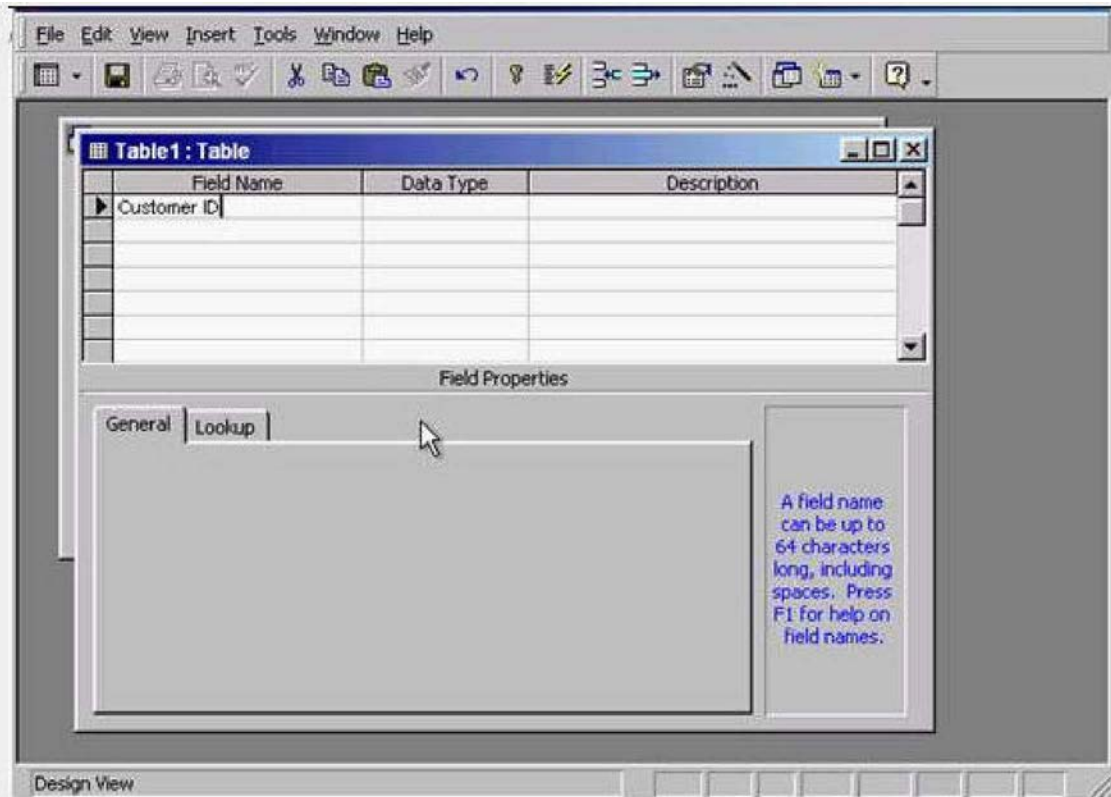 File Edit View Insert Tools Window Help
Table1 : Table
Field Name Data Type Description
Customer ID
Field Properties
General Lookup
A field name
can be up to
64 characters
long, including
spaces. Press
F1 for help on
field names.
Design View